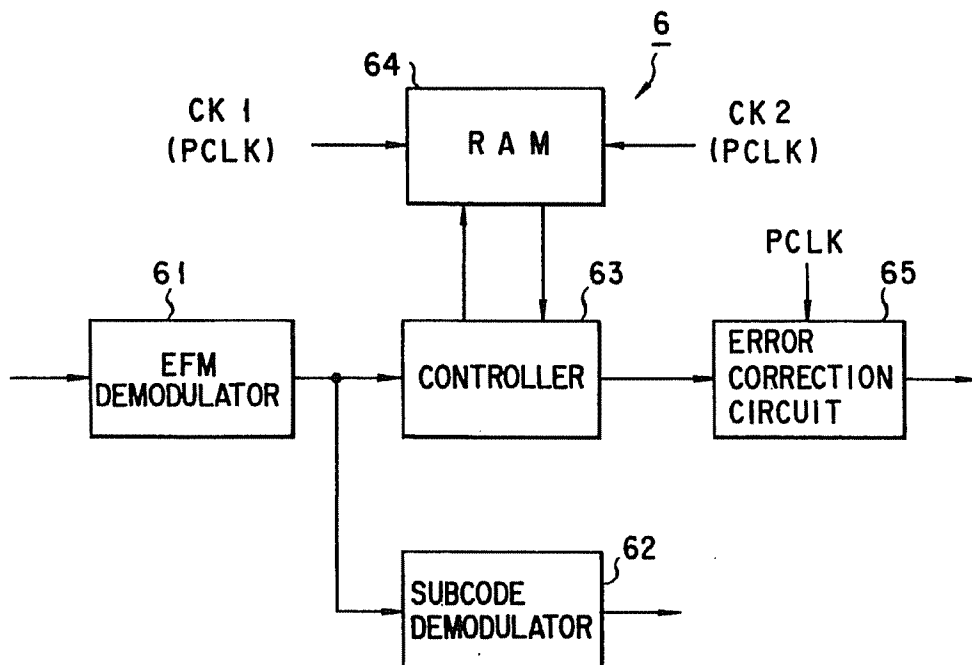 6
64
CK 1
(PCLK)
RAM
CK 2
(PCLK)
PCLK
61
63
65
EFM
DEMODULATOR
CONTROLLER
ERROR
CORRECTION
CIRCUIT
62
SUBCODE
DEMODULATOR